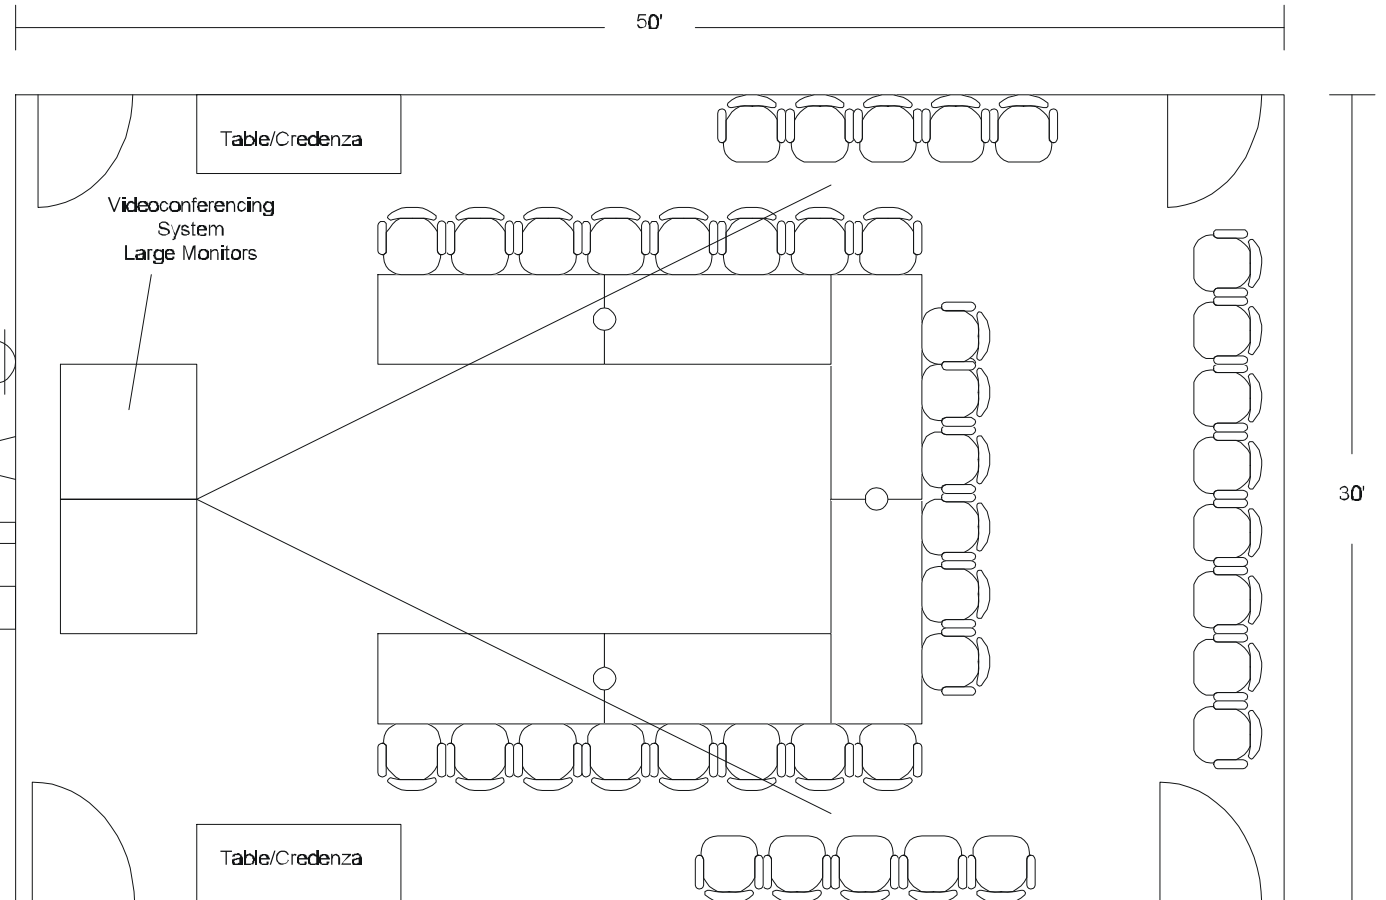 50'
Table/Credenza
Videoconferencing
System
Large Monitors
30'
Table/Credenza